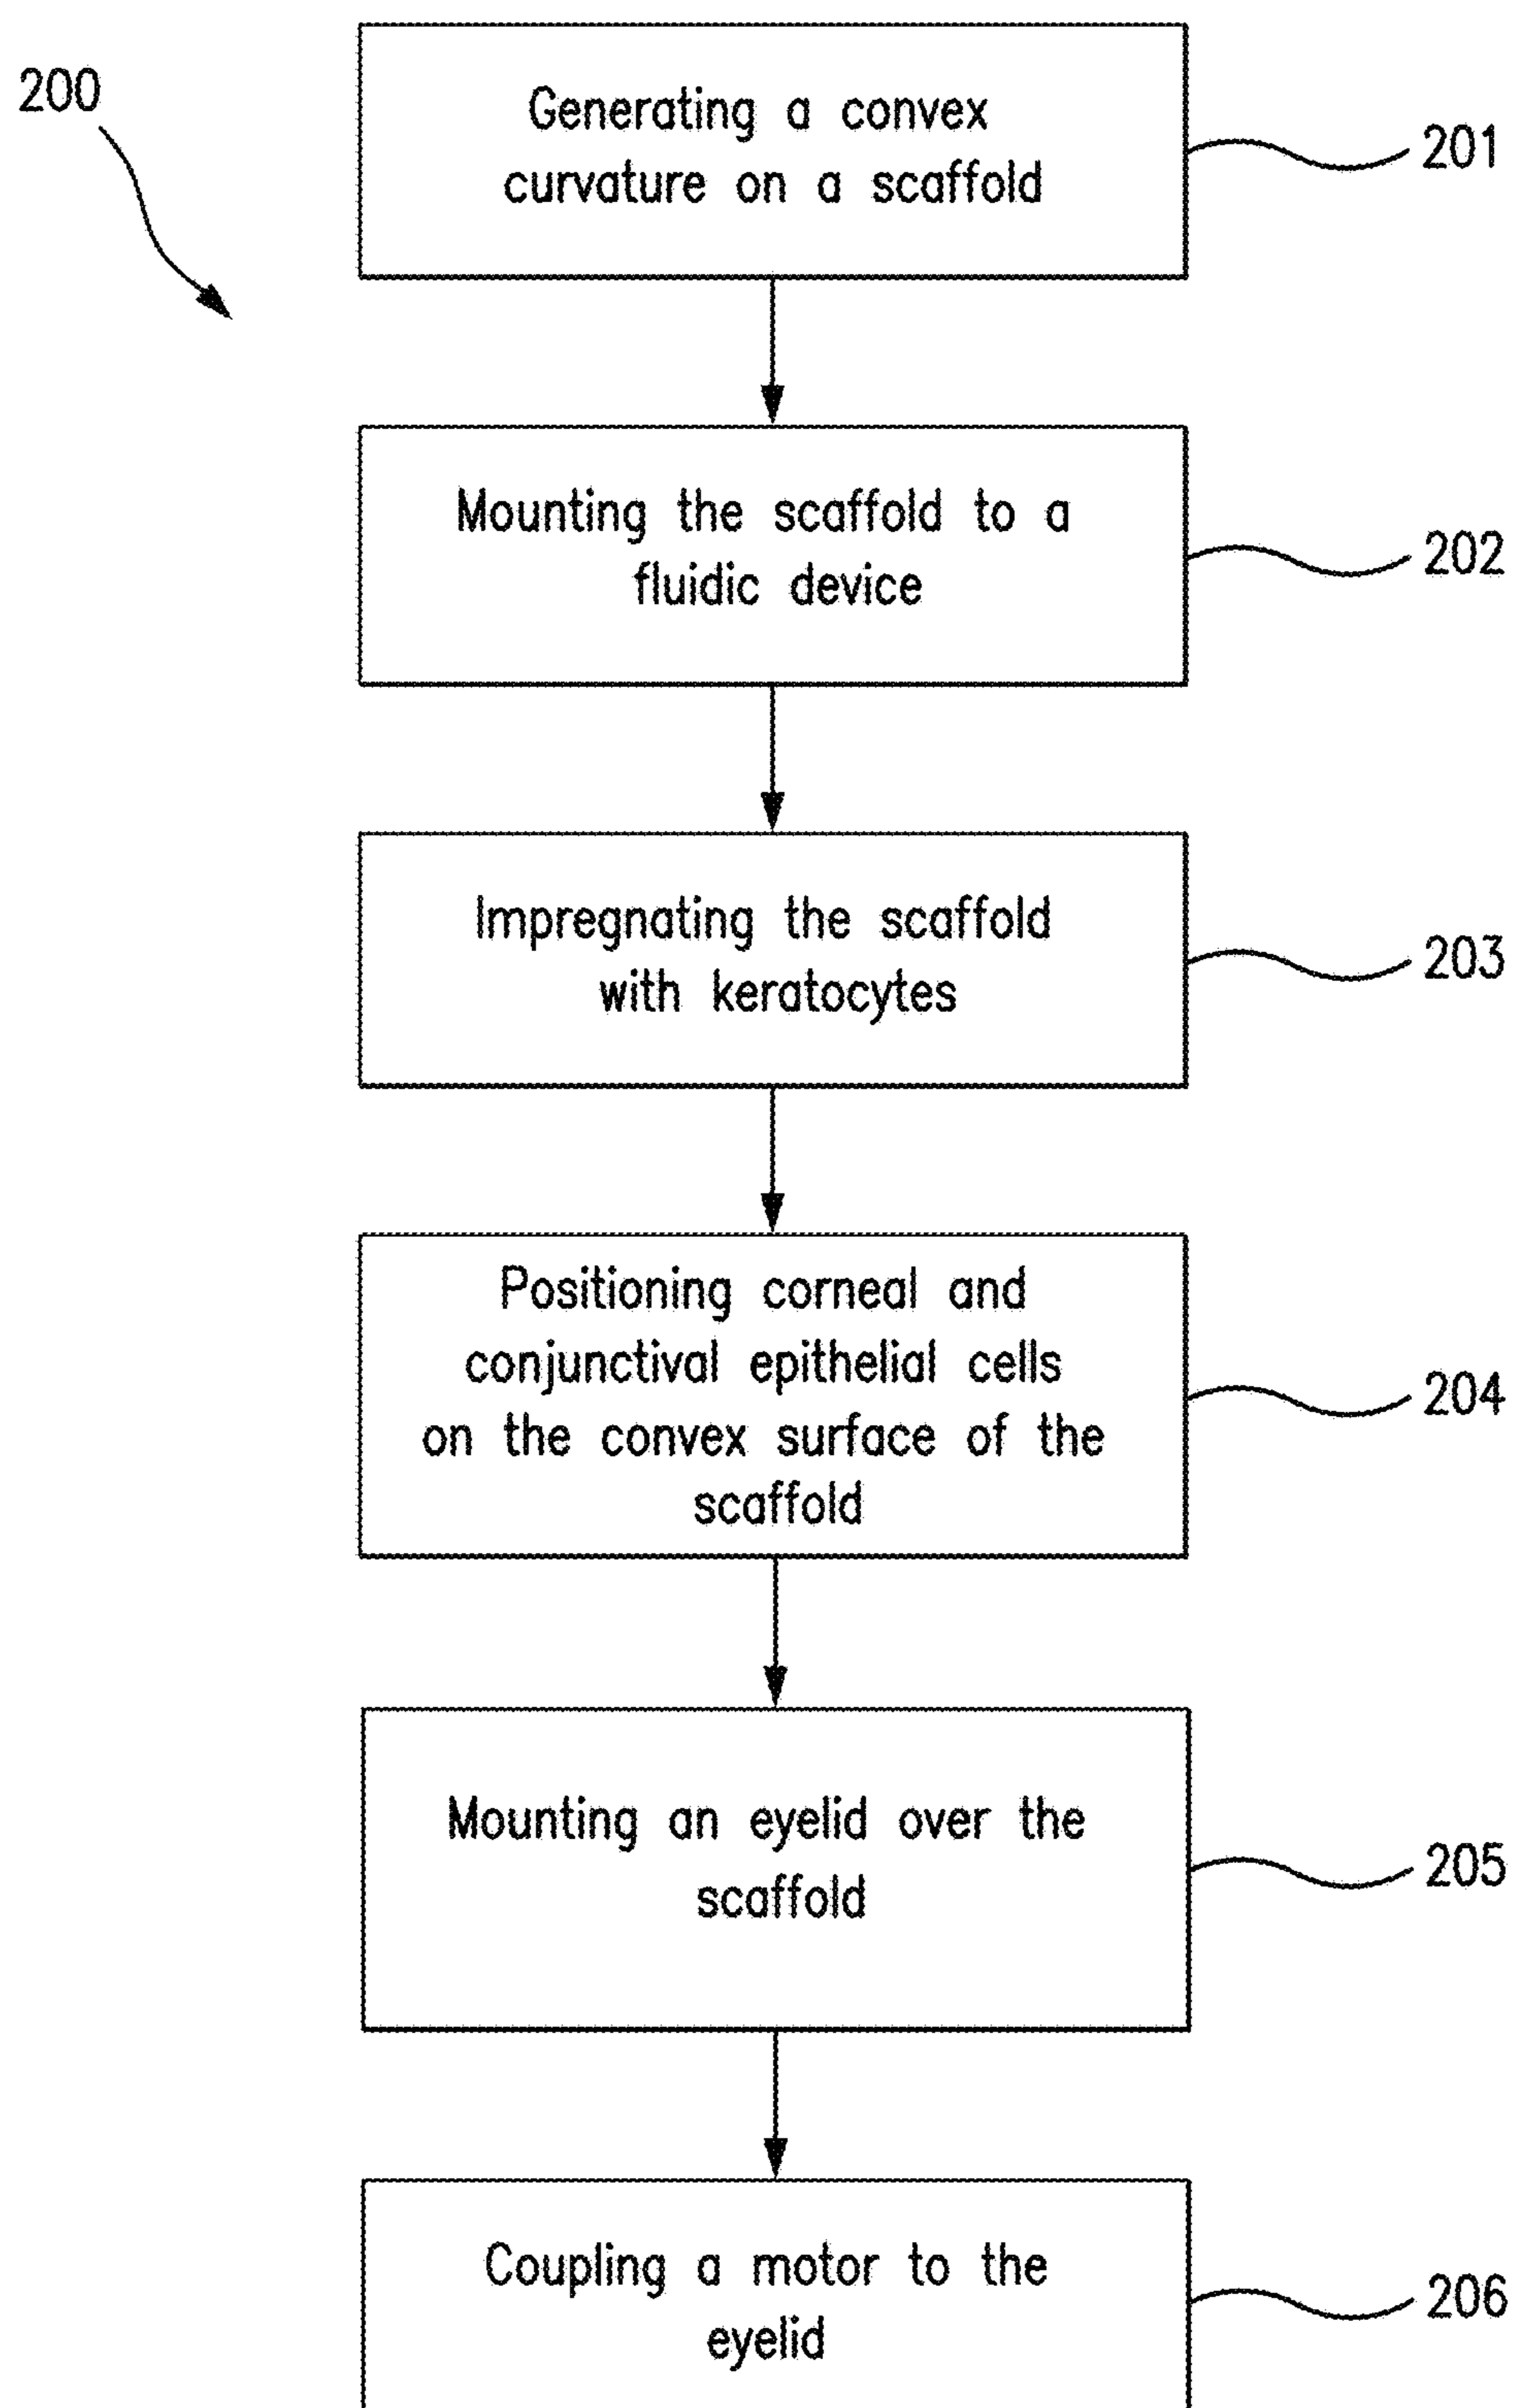 200
Generating a convex
curvature on a scaffold
201
Mounting the scaffold to a
fluidic device
202
Impregnating the scaffold
with keratocytes
203
Positioning corneal and
conjunctival epithelial cells
on the convex surface of the
scaffold
204
Mounting an eyelid over the
scaffold
205
Coupling a motor to the
eyelid
206